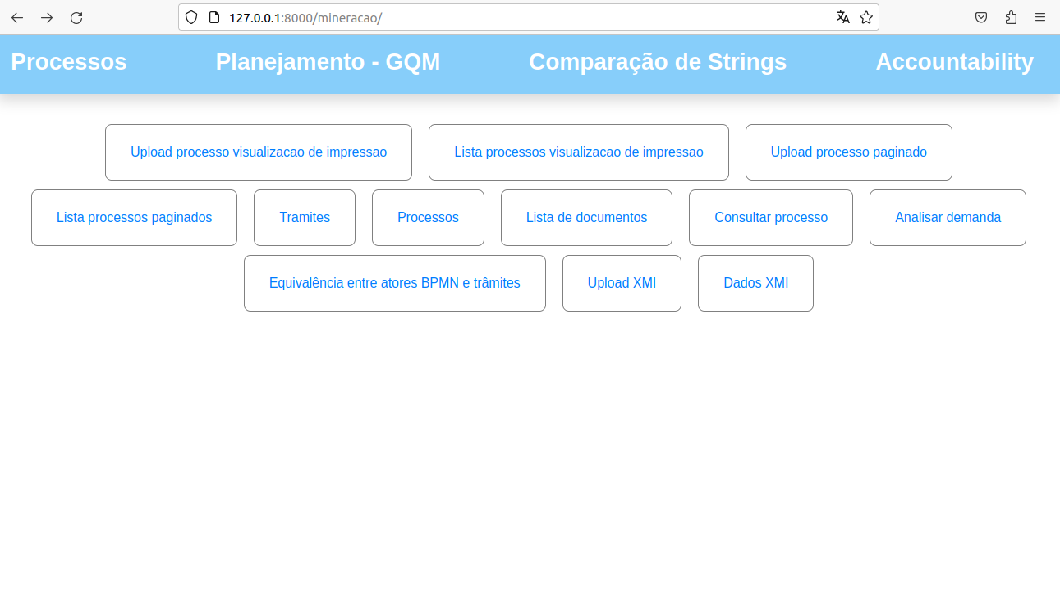 127.0.0.1:8000/mineracao/
Processos Planejamento - GQM Comparação de Strings Accountability
Upload processo visualizacao de impressao Lista processos visualizacao de impressao Upload processo paginado
Lista processos paginados Tramites Processos Lista de documentos Consultar processo Analisar demanda
Equivalência entre atores BPMN e trâmites Upload XMI Dados XMI